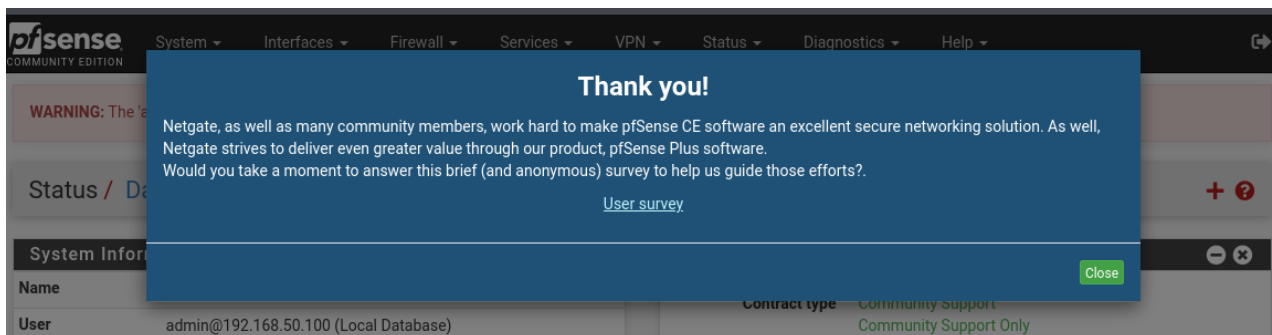 pfsense
COMMUNITY EDITION
System Interfaces Firewall Services VPN Status Diagnostics Help
WARNING: The
Thank you!
Netgate, as well as many community members, work hard to make pfSense CE software an excellent secure networking solution. As well,
Netgate strives to deliver even greater value through our product, pfSense Plus software.
Would you take a moment to answer this brief (and anonymous) survey to help us guide those efforts?.
User survey
Close
Status /
System
Name
User admin@192.168.50.100 (Local Database)
Contract type Community Support
Community Support Only